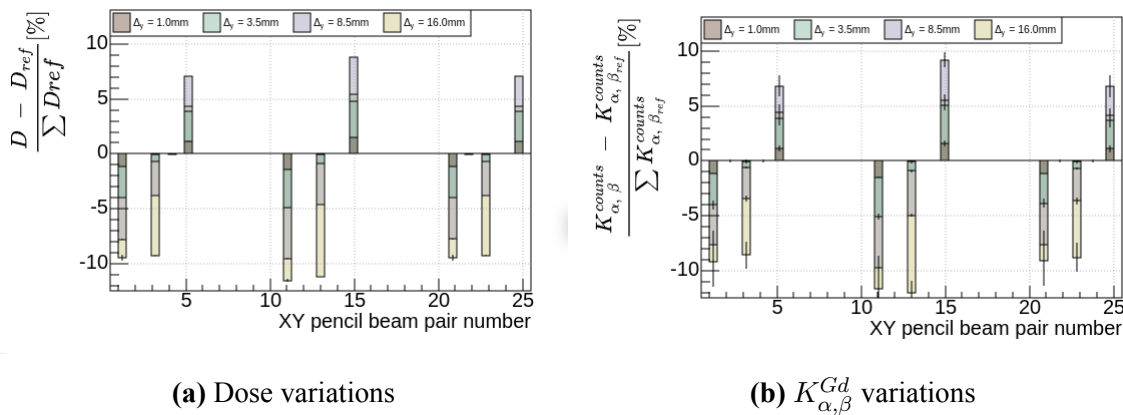 Δy = 1.0mm Δy = 3.5mm Δy = 8.5mm Δy = 16.0mm
D − D_ref / ∑ Dref [%]
10
5
0
-5
-10
5 10 15 20 25
XY pencil beam pair number
(a) Dose variations
Δy = 1.0mm Δy = 3.5mm Δy = 8.5mm Δy = 16.0mm
K^counts_α, β − K^counts_α, β_ref / ∑ K^counts_α, β_ref [%]
10
5
0
-5
-10
5 10 15 20 25
XY pencil beam pair number
(b) K^Gd_α,β variations